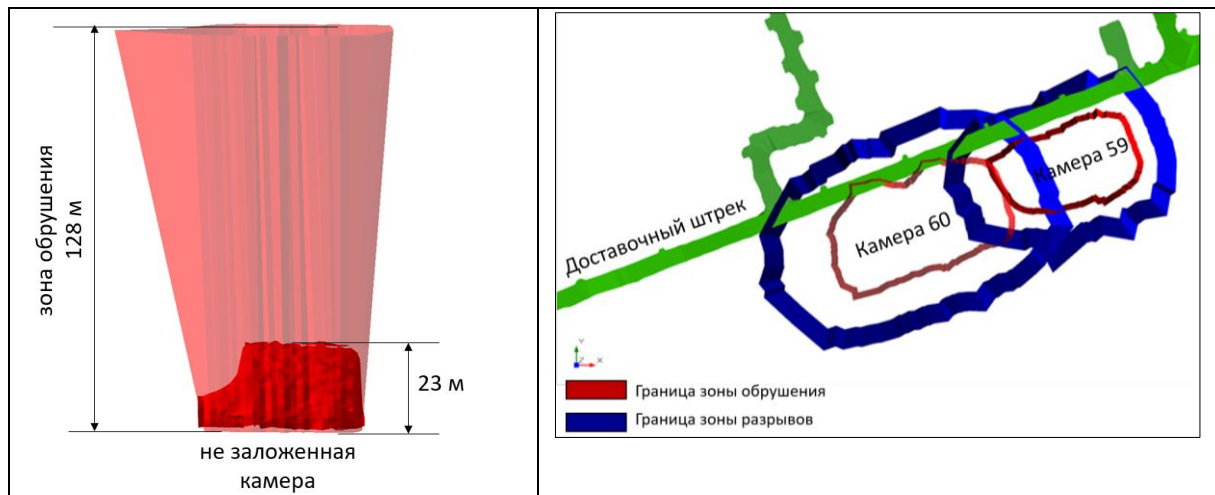 зона обрушения
128 м
23 м
не заложенная
камера
Доставочный штрек
Камера 60
Камера 59
Y
X
Z
Граница зоны обрушения
Граница зоны разрывов